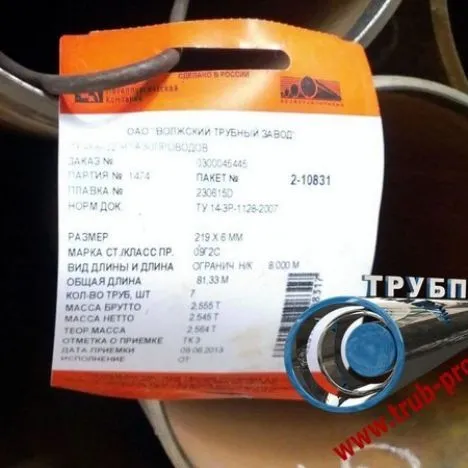 СДЕЛАНО В РОССИИ
Металлургическая
Компания
ОАО "ВОЛЖСКИЙ ТРУБНЫЙ ЗАВОД"
ЗАКАЗ № 0300045445
ПАРТИЯ № 1474 ПАКЕТ № 2-10831
ПЛАВКА № 230615D
НОРМ.ДОК. ТУ 14-3Р-1128-2007
РАЗМЕР 219 X 6 ММ
МАРКА СТ./КЛАСС ПР. 09Г2С
ВИД ДЛИНЫ И ДЛИНА ОГРАНИЧ. Н/К 8.000 М
ОБЩАЯ ДЛИНА 81,33 М
КОЛ-ВО ТРУБ, ШТ 7
МАССА БРУТТО 2.555 Т
МАССА НЕТТО 2.545 Т
ТЕОР.МАССА 2.564 Т
ОТМЕТКА О ПРИЕМКЕ ТК 3
ДАТА ПРИЕМКИ 09.06.2013
ИСПОЛНЕНИЕ ОТ
ТРУБП
www.trub-pro